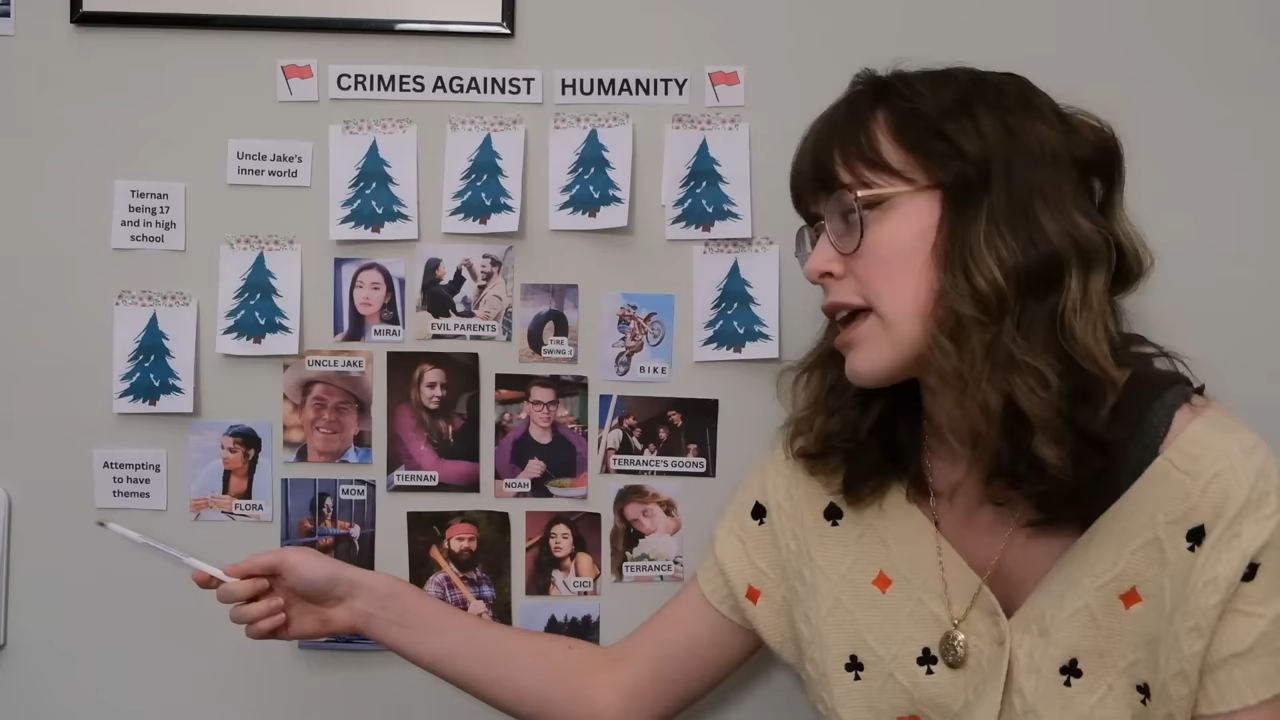 CRIMES AGAINST HUMANITY
Uncle Jake's
inner world
Tiernan
being 17
and in high
school
MIRAI
EVIL PARENTS
TIRE
SWING :(
BIKE
UNCLE JAKE
TIERNAN
NOAH
TERRANCE'S GOONS
Attempting
to have
themes
FLORA
MOM
CICI
TERRANCE